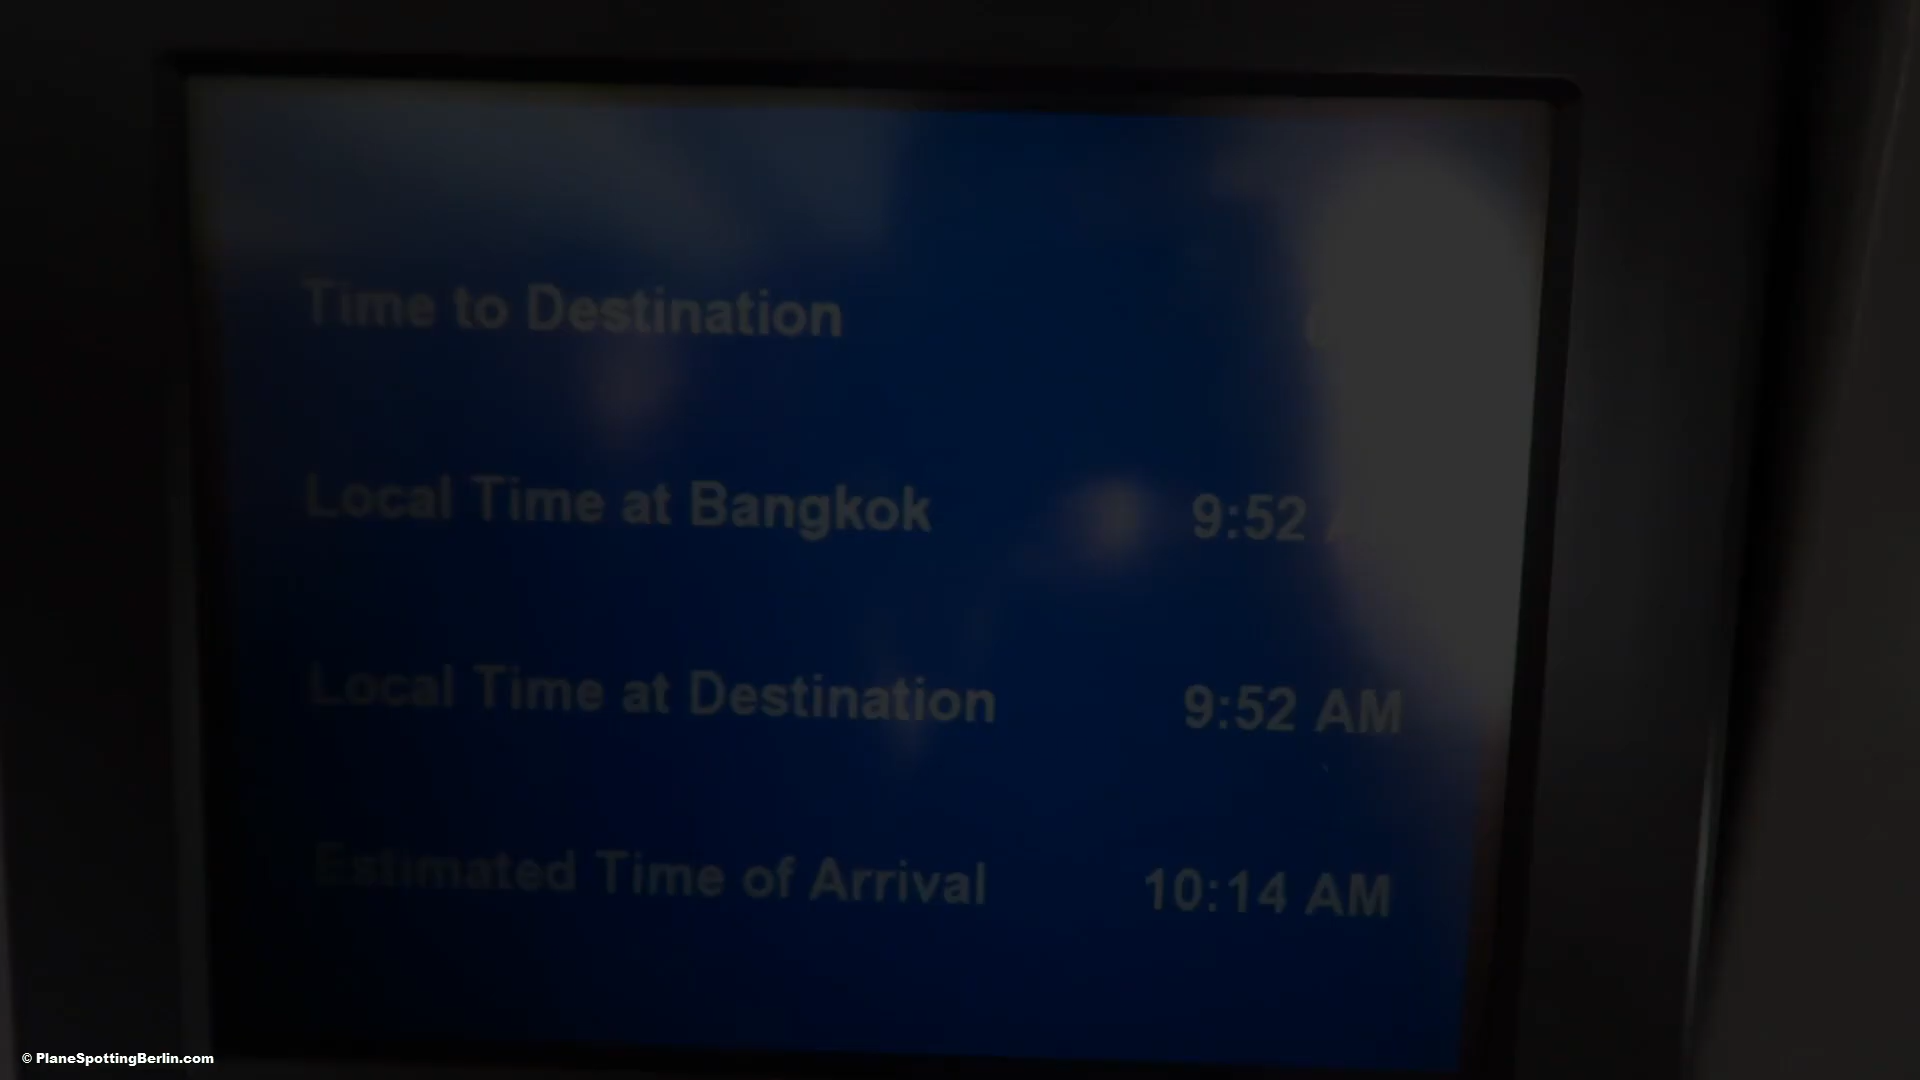 Time to Destination
Local Time at Bangkok 9:52
Local Time at Destination 9:52 AM
Estimated Time of Arrival 10:14 AM
© PlaneSpottingBerlin.com